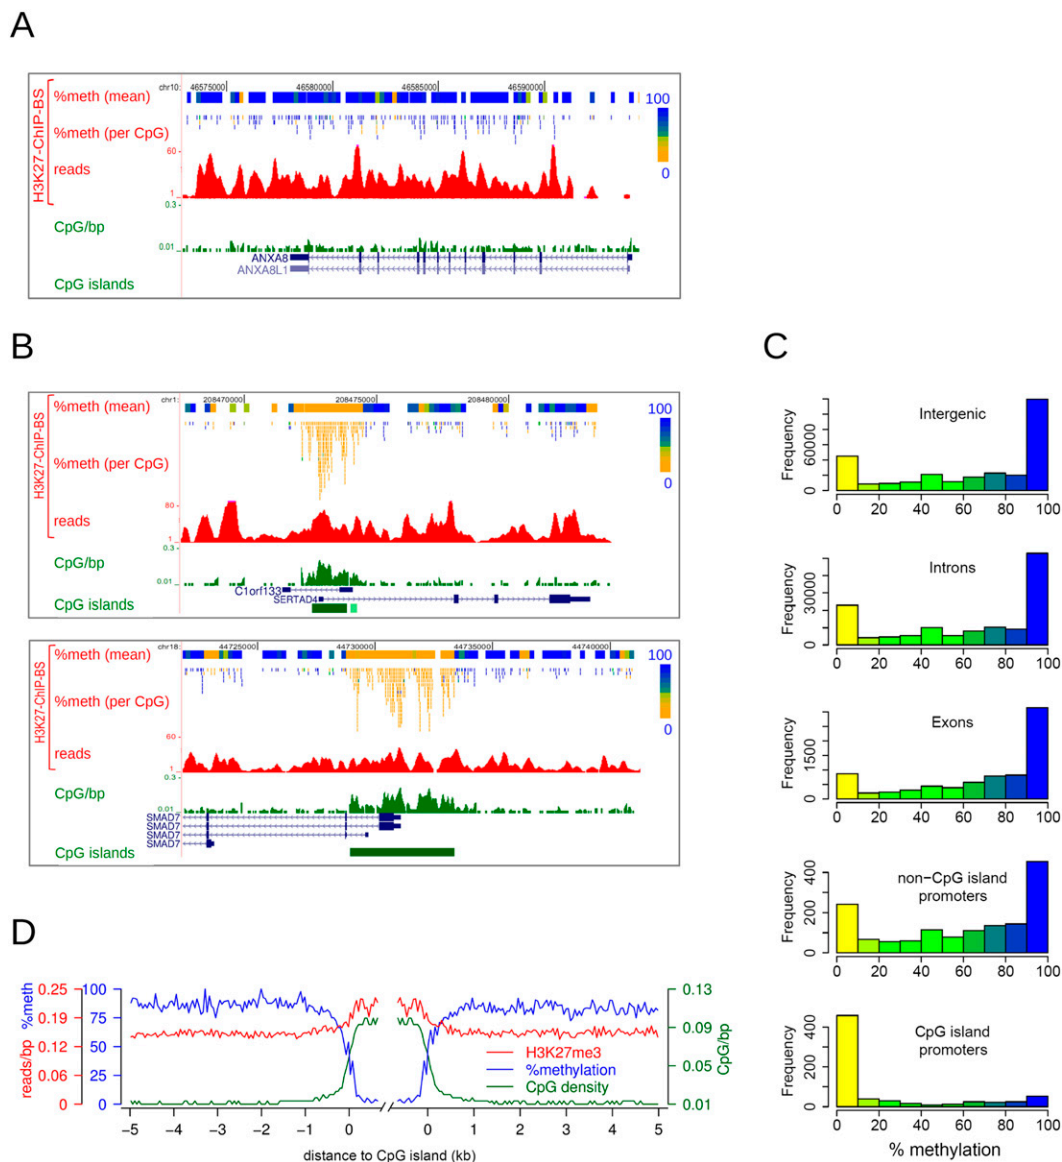 A
H3K27-ChIP-BS
chr10:
46575000
46580000
46585000
46590000
%meth (mean)
100
%meth (per CpG)
60
reads
0
1
0.3
CpG/bp
0.01
ANXA8
ANXA8L1
CpG islands
B
H3K27-ChIP-BS
chr1:
208470000
208475000
208480000
%meth (mean)
100
%meth (per CpG)
0
80
reads
1
0.3
CpG/bp
0.01
C1orf133
SERTAD4
CpG islands
H3K27-ChIP-BS
chr18:
44725000
44730000
44735000
44740000
%meth (mean)
100
%meth (per CpG)
0
60
reads
1
0.3
CpG/bp
0.01
SMAD7
SMAD7
SMAD7
SMAD7
CpG islands
C
Intergenic
Frequency
0 60000
0 20 40 60 80 100
Introns
Frequency
0 30000
0 20 40 60 80 100
Exons
Frequency
0 1500
0 20 40 60 80 100
non-CpG island
promoters
Frequency
0 200 400
0 20 40 60 80 100
CpG island
promoters
Frequency
0 200 400
0 20 40 60 80 100
% methylation
D
reads/bp
0.25
0.19
0.12
0.06
0
%meth
100
75
50
25
0
H3K27me3
%methylation
CpG density
0.13
0.09
0.05
0.01
CpG/bp
−5 −4 −3 −2 −1 0 0 1 2 3 4 5
distance to CpG island (kb)